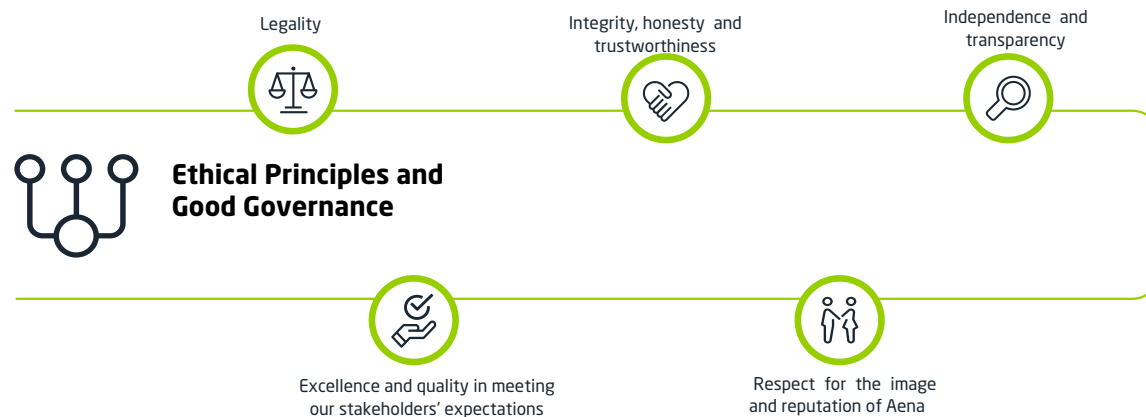 Legality
Integrity, honesty and
trustworthiness
Independence and
transparency
Ethical Principles and
Good Governance
Excellence and quality in meeting
our stakeholders' expectations
Respect for the image
and reputation of Aena